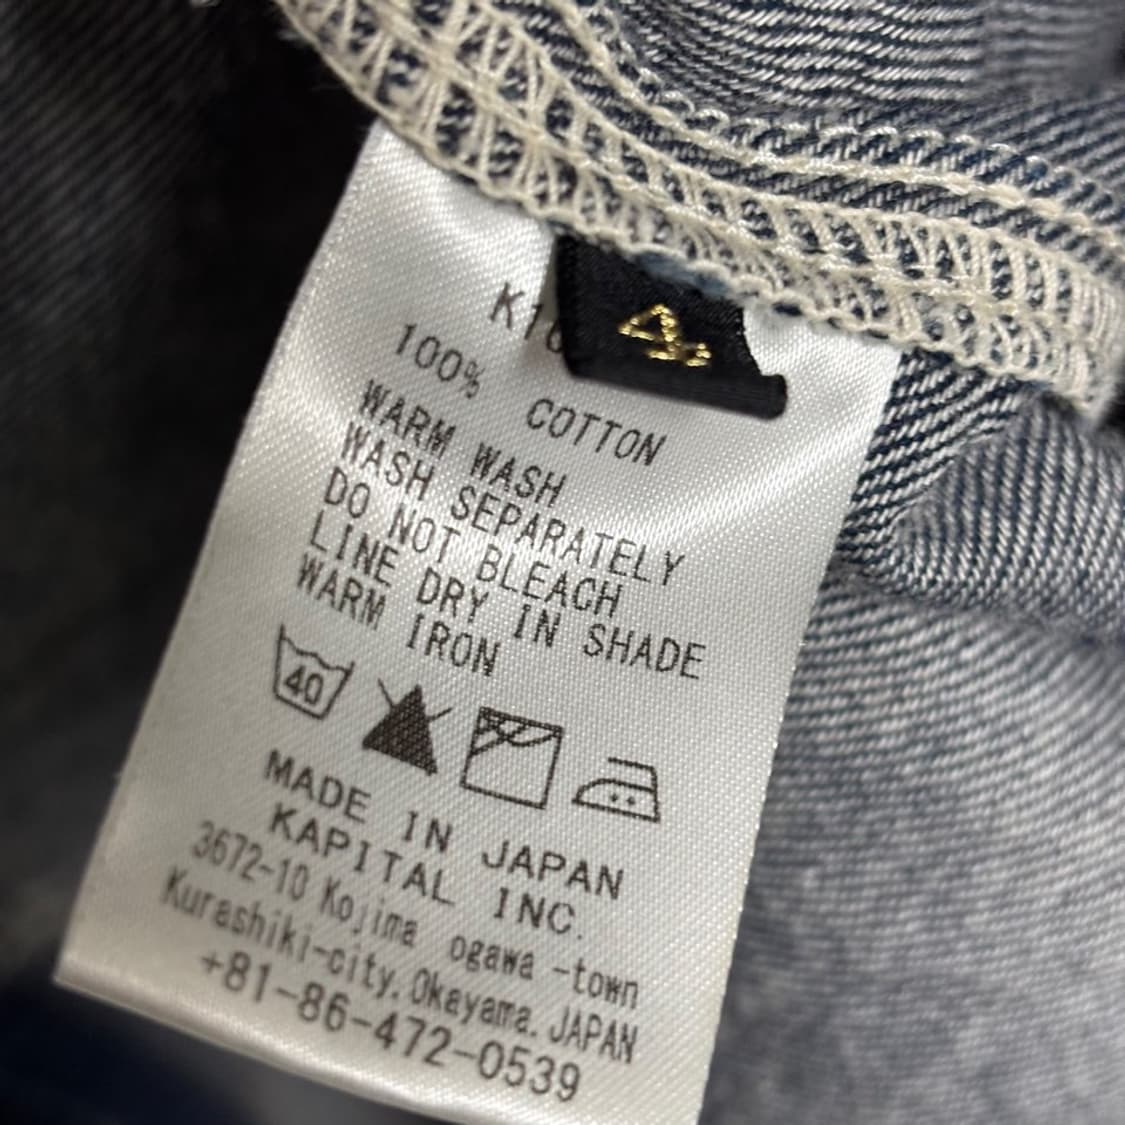 4
100% COTTON
WARM WASH
WASH SEPARATELY
DO NOT BLEACH
LINE DRY IN SHADE
WARM IRON
40
MADE IN JAPAN
KAPITAL INC.
3672-10 Kojima ogawa -town
Kurashiki-city, Okayama. JAPAN
+81-86-472-0539